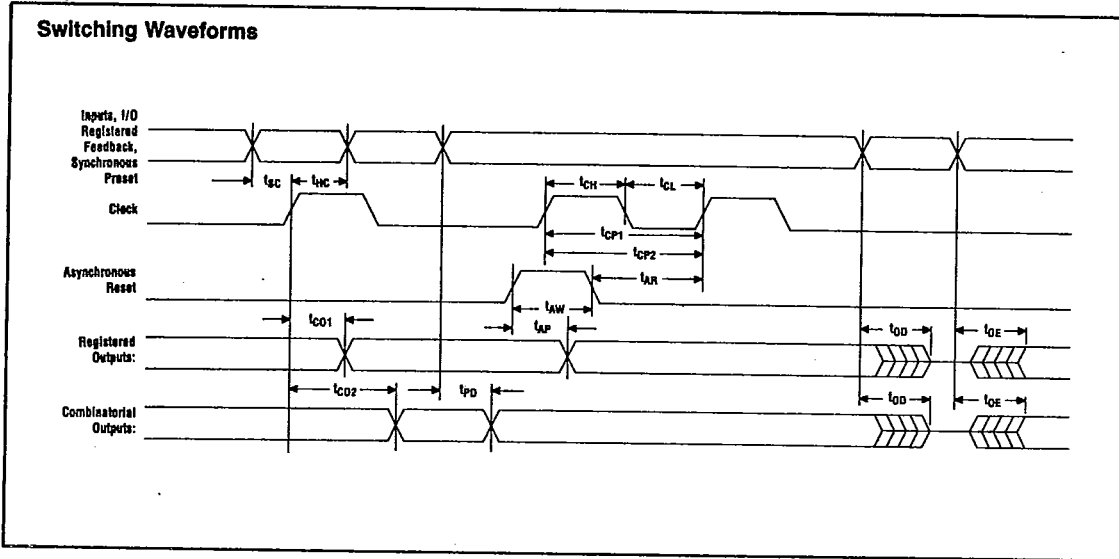 Switching Waveforms
Inputs, I/O
Registered
Feedback,
Synchronous
Preset
tSC
tHC
tCH
tCL
Clock
tCP1
tCP2
Asynchronous
Reset
tAR
tAW
tCO1
tAP
tOD
tOE
Registered
Outputs:
tCO2
tPD
tOD
tOE
Combinatorial
Outputs: